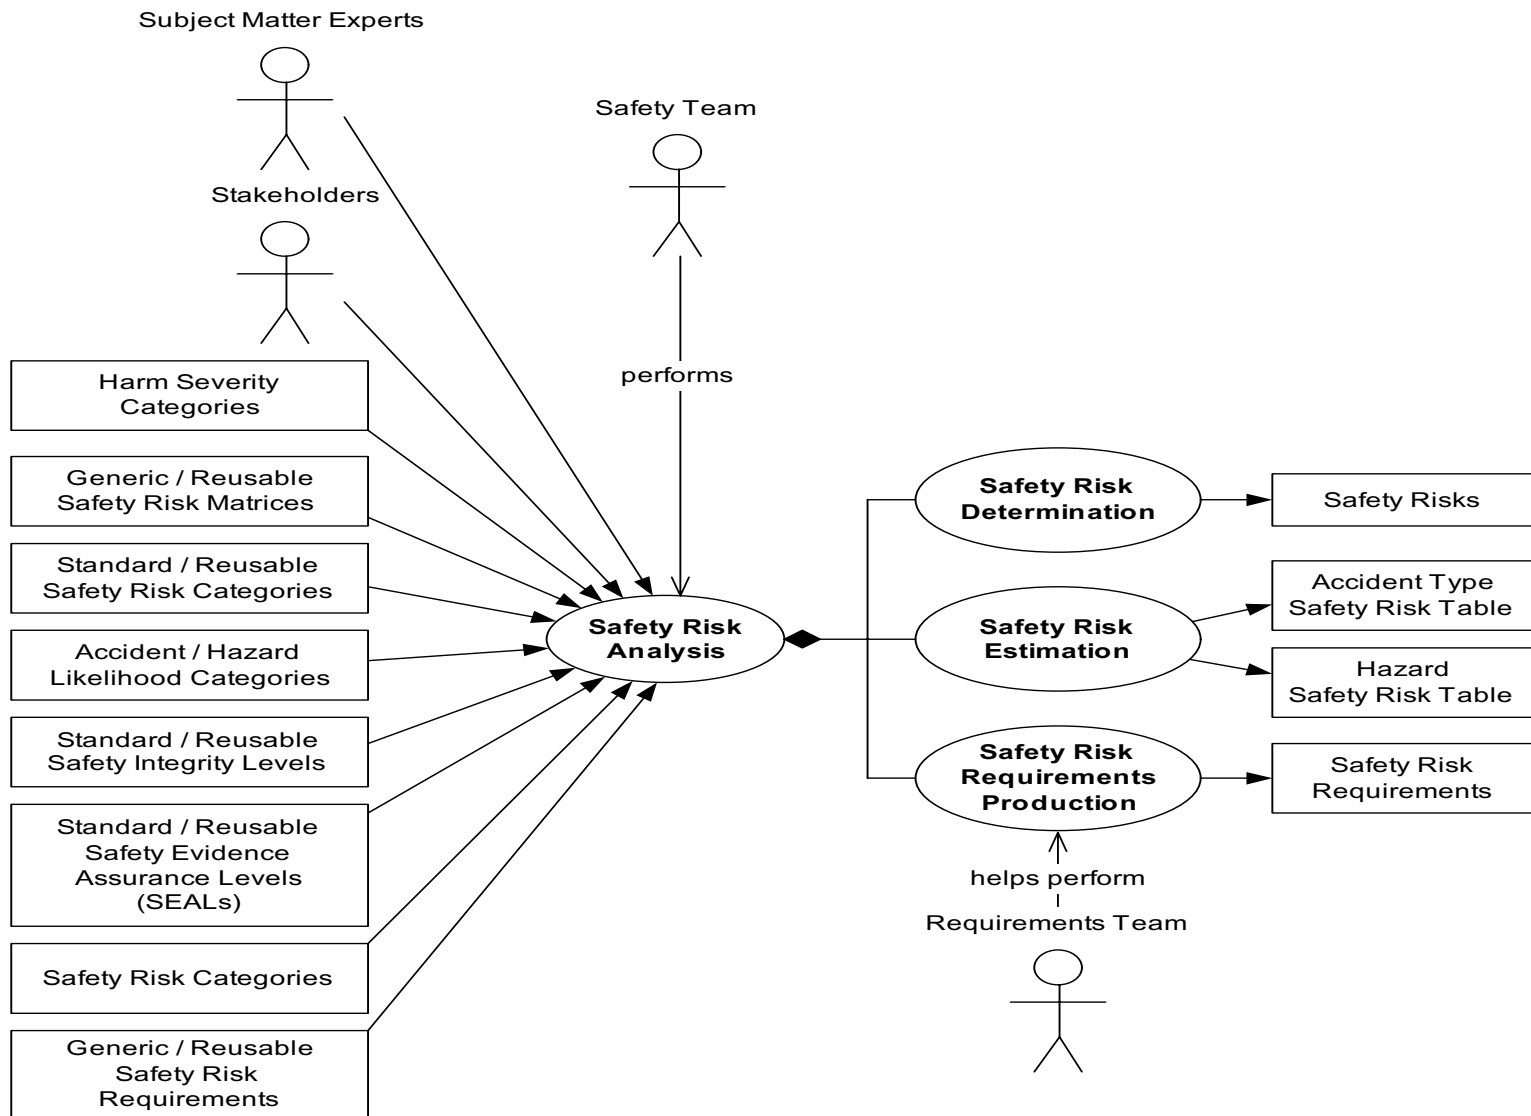 Subject Matter Experts
Safety Team
Stakeholders
performs
Harm Severity
Categories
Generic / Reusable
Safety Risk Matrices
Standard / Reusable
Safety Risk Categories
Accident / Hazard
Likelihood Categories
Standard / Reusable
Safety Integrity Levels
Standard / Reusable
Safety Evidence
Assurance Levels
(SEALs)
Safety Risk Categories
Generic / Reusable
Safety Risk
Requirements
Safety Risk
Analysis
Safety Risk
Determination
Safety Risks
Safety Risk
Estimation
Accident Type
Safety Risk Table
Hazard
Safety Risk Table
Safety Risk
Requirements
Production
Safety Risk
Requirements
helps perform
Requirements Team